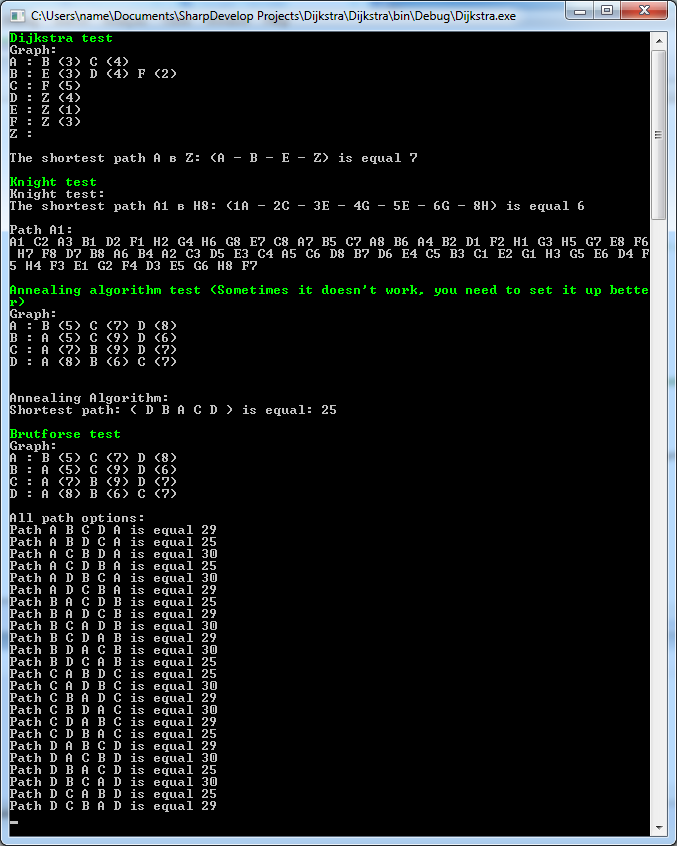 C:\Users\name\Documents\SharpDevelop Projects\Dijkstra\Dijkstra\bin\Debug\Dijkstra.exe
Dijkstra test
Graph:
A : B (3) C (4)
B : E (3) D (4) F (2)
C : F (5)
D : Z (4)
E : Z (1)
F : Z (3)
Z :
The shortest path A в Z: (A - B - E - Z) is equal 7
Knight test
Knight test:
The shortest path A1 в H8: (1A - 2C - 3E - 4G - 5E - 6G - 8H) is equal 6
Path A1:
A1 C2 A3 B1 D2 F1 H2 G4 H6 G8 E7 C8 A7 B5 C7 A8 B6 A4 B2 D1 F2 H1 G3 H5 G7 E8 F6
H7 F8 D7 B8 A6 B4 A2 C3 D5 E3 C4 A5 C6 D8 B7 D6 E4 C5 B3 C1 E2 G1 H3 G5 E6 D4 F
5 H4 F3 E1 G2 F4 D3 E5 G6 H8 F7
Annealing algorithm test (Sometimes it doesn't work, you need to set it up bette
r)
Graph:
A : B (5) C (7) D (8)
B : A (5) C (9) D (6)
C : A (7) B (9) D (7)
D : A (8) B (6) C (7)
Annealing Algorithm:
Shortest path: ( D B A C D ) is equal: 25
Brutforse test
Graph:
A : B (5) C (7) D (8)
B : A (5) C (9) D (6)
C : A (7) B (9) D (7)
D : A (8) B (6) C (7)
All path options:
Path A B C D A is equal 29
Path A B D C A is equal 25
Path A C B D A is equal 30
Path A C D B A is equal 25
Path A D B C A is equal 30
Path A D C B A is equal 29
Path B A C D B is equal 25
Path B A D C B is equal 29
Path B C A D B is equal 30
Path B C D A B is equal 29
Path B D A C B is equal 30
Path B D C A B is equal 25
Path C A B D C is equal 25
Path C A D B C is equal 30
Path C B A D C is equal 29
Path C B D A C is equal 30
Path C D A B C is equal 29
Path C D B A C is equal 25
Path D A B C D is equal 29
Path D A C B D is equal 30
Path D B A C D is equal 25
Path D B C A D is equal 30
Path D C A B D is equal 25
Path D C B A D is equal 29